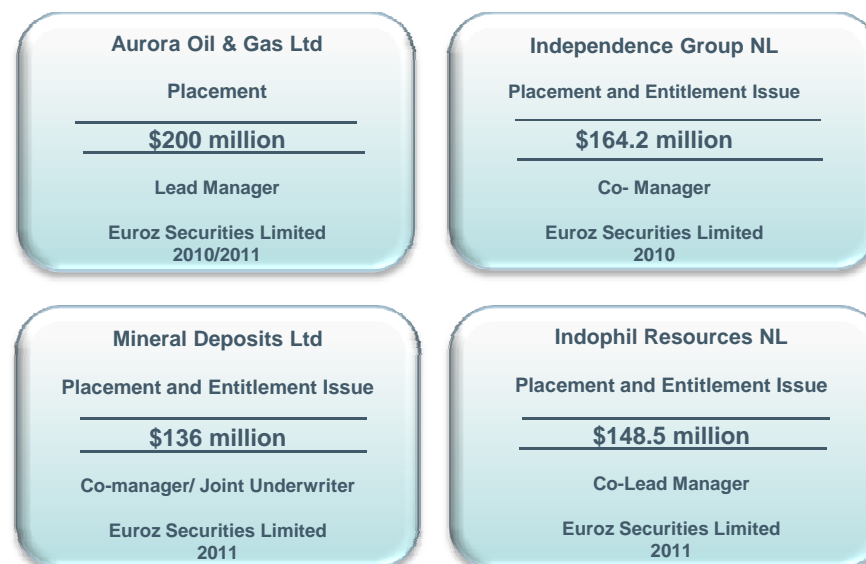 Aurora Oil & Gas Ltd
Placement
$200 million
Lead Manager
Euroz Securities Limited
2010/2011
Independence Group NL
Placement and Entitlement Issue
$164.2 million
Co- Manager
Euroz Securities Limited
2010
Mineral Deposits Ltd
Placement and Entitlement Issue
$136 million
Co-manager/ Joint Underwriter
Euroz Securities Limited
2011
Indophil Resources NL
Placement and Entitlement Issue
$148.5 million
Co-Lead Manager
Euroz Securities Limited
2011